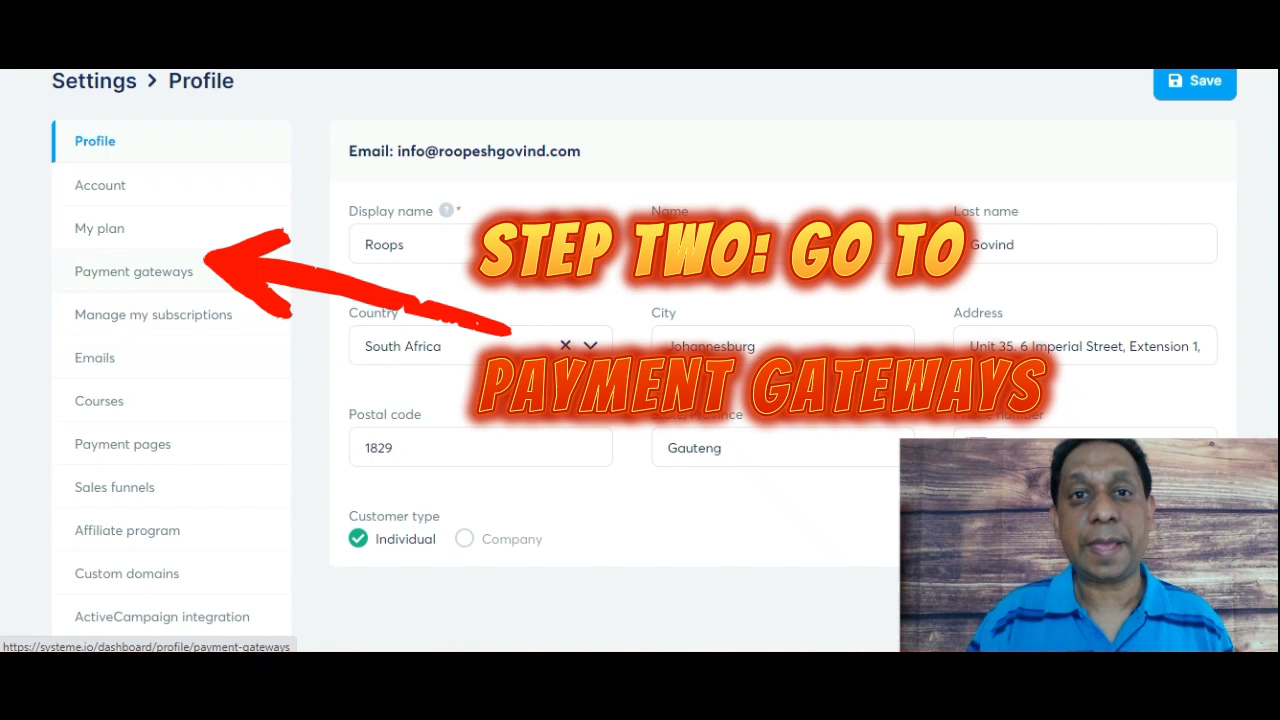 Settings > Profile
Save
Profile
Account
My plan
Payment gateways
Manage my subscriptions
Emails
Courses
Payment pages
Sales funnels
Affiliate program
Custom domains
ActiveCampaign integration
https://systeme.io/dashboard/profile/payment-gateways
Email: info@roopeshgovind.com
Display name ? *
Name
Last name
Roops
Govind
STEP TWO: GO TO
Country
City
Address
South Africa
Johannesburg
Unit 35. 6 Imperial Street, Extension 1,
PAYMENT GATEWAYS
Postal code
1829
Gauteng
Customer type
Individual
Company